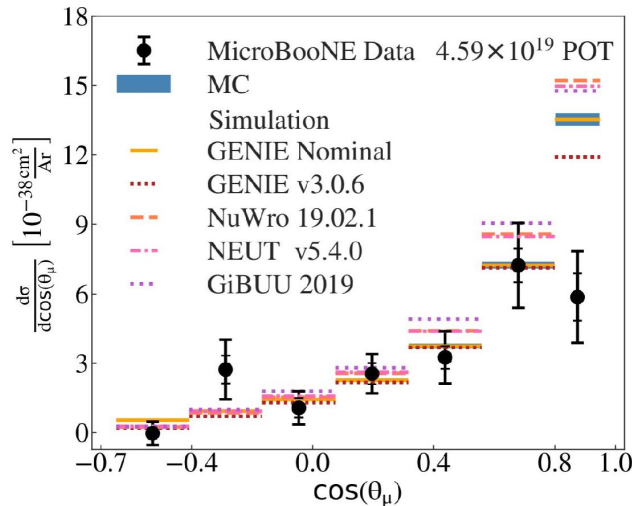 18
15
12
9
6
3
0
dσ/dcos(θμ) [10⁻³⁸ cm²/Ar]
MicroBooNE Data 4.59×10¹⁹ POT
MC
Simulation
GENIE Nominal
GENIE v3.0.6
NuWro 19.02.1
NEUT v5.4.0
GiBUU 2019
−0.7 −0.4 0.0 0.4 0.8 1.0
cos(θμ)